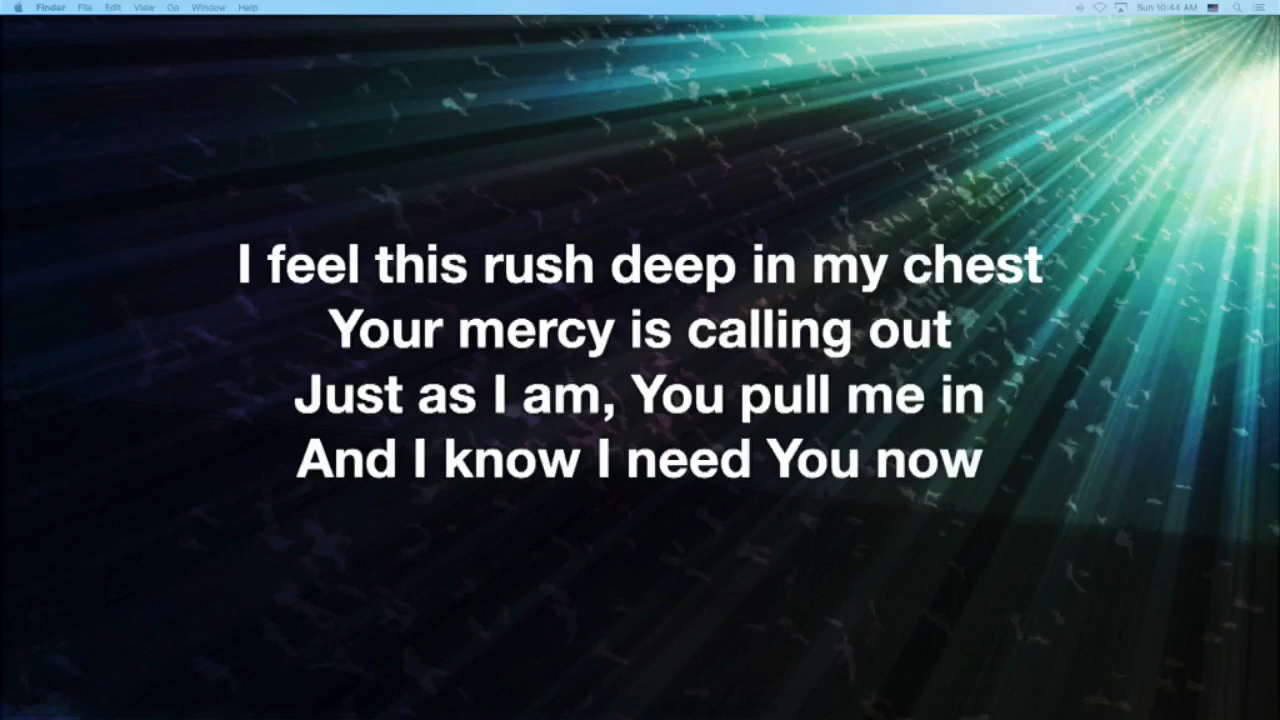 Finder File Edit View Go Window Help Sun 10:44 AM
I feel this rush deep in my chest
Your mercy is calling out
Just as I am, You pull me in
And I know I need You now